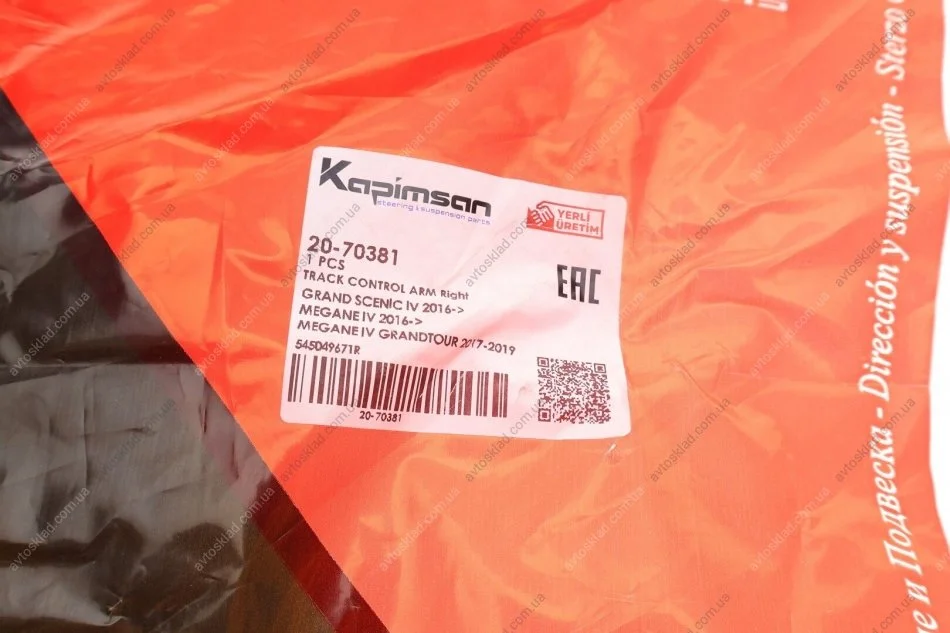 Kapimsan
steering & suspension parts
YERLİ
ÜRETİM
20-70381
1 PCS
TRACK CONTROL ARM Right
EAC
GRAND SCENIC IV 2016->
MEGANE IV 2016->
MEGANE IV GRANDTOUR 2017-2019
545D49671R
20-70381
и Подвеска - Dirección y suspensión - Sterzo
avtosklad.com.ua